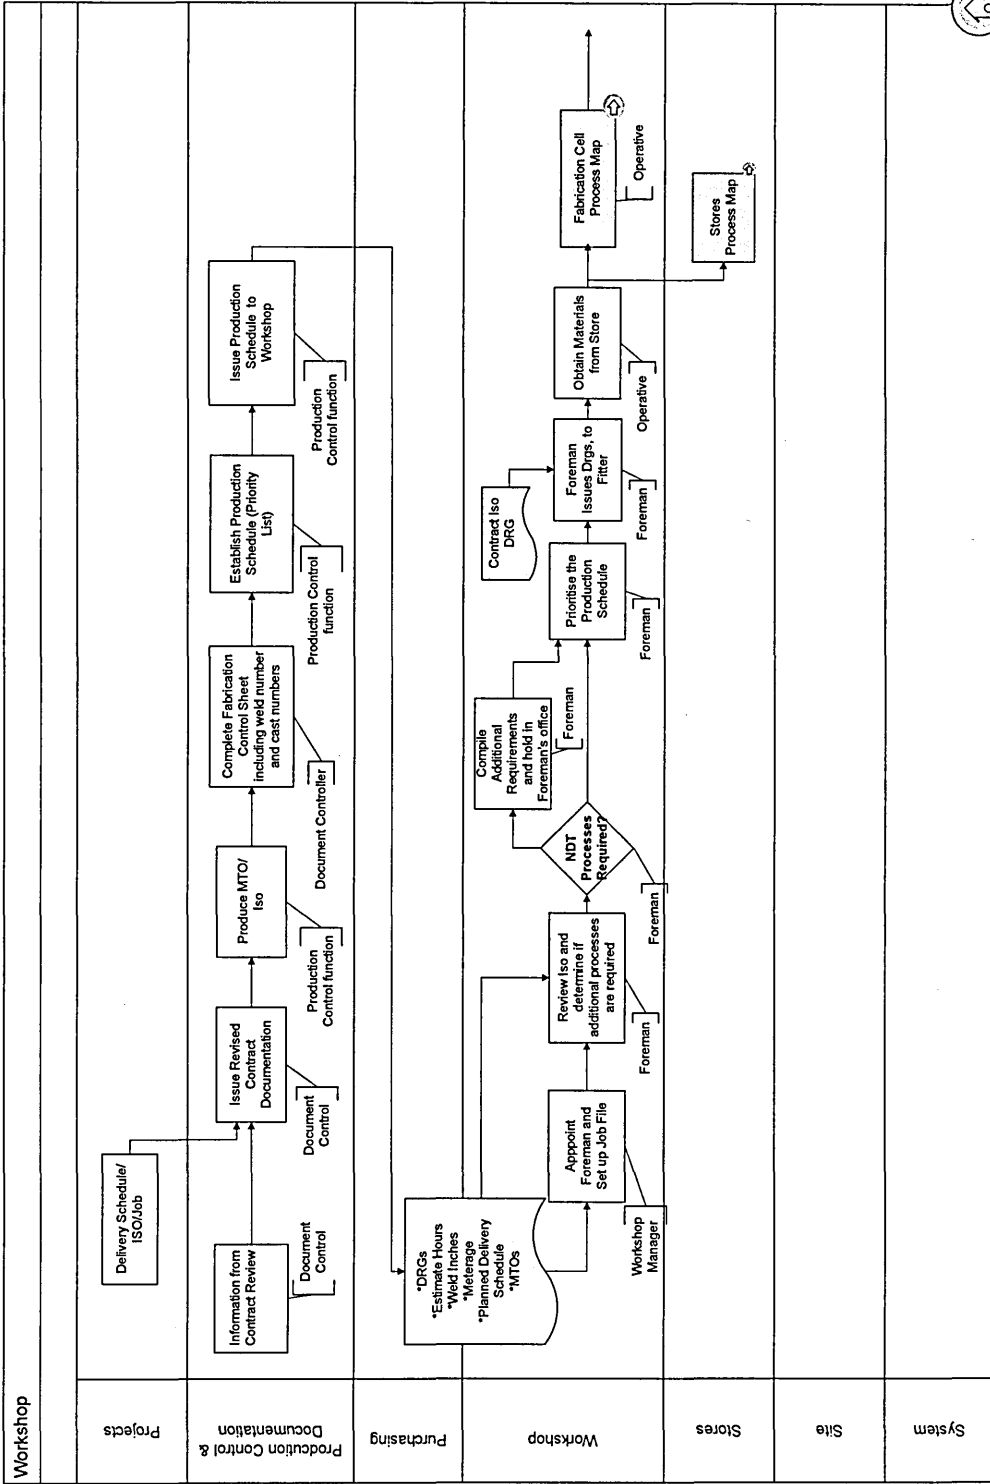 Workshop
Projects
Delivery Schedule/
ISO/Job
Prodcution Control &
Documentation
Information from
Contract Review
Document
Control
Issue Revised
Contract
Documentation
Document
Control
Produce MTO/
Iso
Production
Control function
Complete Fabrication
Control Sheet
including weld number
and cast numbers
Document Controller
Establish Production
Schedule (Priority
List)
Production Control
function
Issue Production
Schedule to
Workshop
Production
Control function
Purchasing
*DRGs
*Estimate Hours
*Weld Inches
*Meterage
*Planned Delivery
Schedule
*MTOs
Workshop
Apppoint
Foreman and
Set up Job File
Workshop
Manager
Review Iso and
determine if
additional processes
are required
Foreman
NDT
Processes
Required?
Foreman
Compile
Additional
Requirements
and hold in
Foreman's office
Foreman
Prioritise the
Production
Schedule
Foreman
Contract Iso
DRG
Foreman
Issues Drgs, to
Fitter
Foreman
Obtain Materials
from Store
Operative
Fabrication Cell
Process Map
Operative
Stores
Stores
Process Map
Site
System